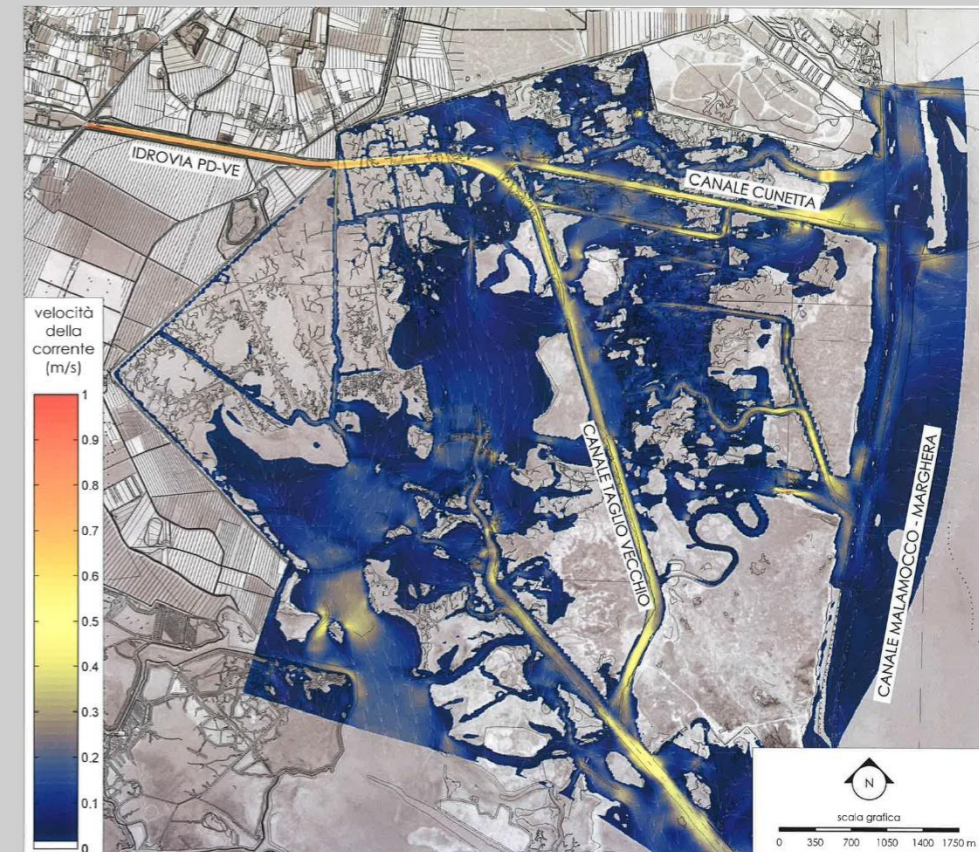 IDROVIA PD-VE
CANALE CUNETTA
CANALE TAGLIO VECCHIO
CANALE MALAMOCCO - MARGHERA
velocità
della
corrente
(m/s)
1
0.9
0.8
0.7
0.6
0.5
0.4
0.3
0.2
0.1
0
N
scala grafica
0 350 700 1050 1400 1750 m